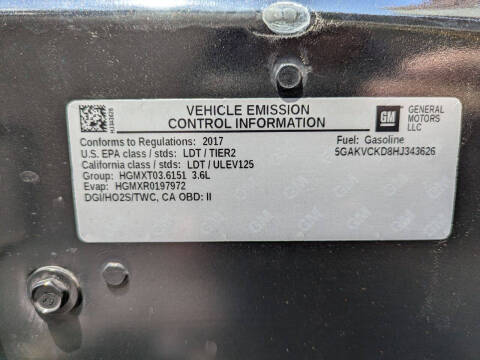 VEHICLE EMISSION
CONTROL INFORMATION
GM
GENERAL
MOTORS
LLC
Conforms to Regulations: 2017
Fuel: Gasoline
U.S. EPA class / stds: LDT / TIER2
5GAKVCKD8HJ343626
California class / stds: LDT / ULEV125
Group: HGMXT03.6151 3.6L
Evap: HGMXR0197972
DGI/HO2S/TWC, CA OBD: II